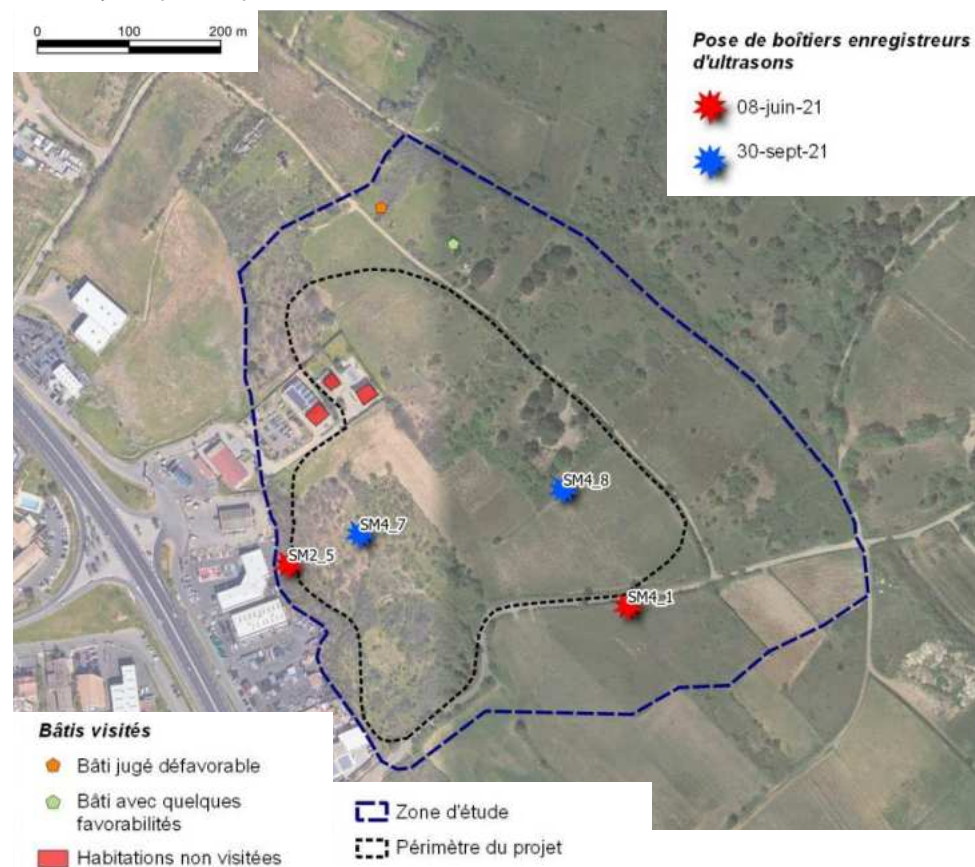 0 100 200 m
Pose de boîtiers enregistreurs
d'ultrasons
08-juin-21
30-sept-21
SM4_8
SM4_7
SM2_5
SM4_1
Bâtis visités
Bâti jugé défavorable
Bâti avec quelques
favorabilités
Habitations non visitées
Zone d'étude
Périmètre du projet